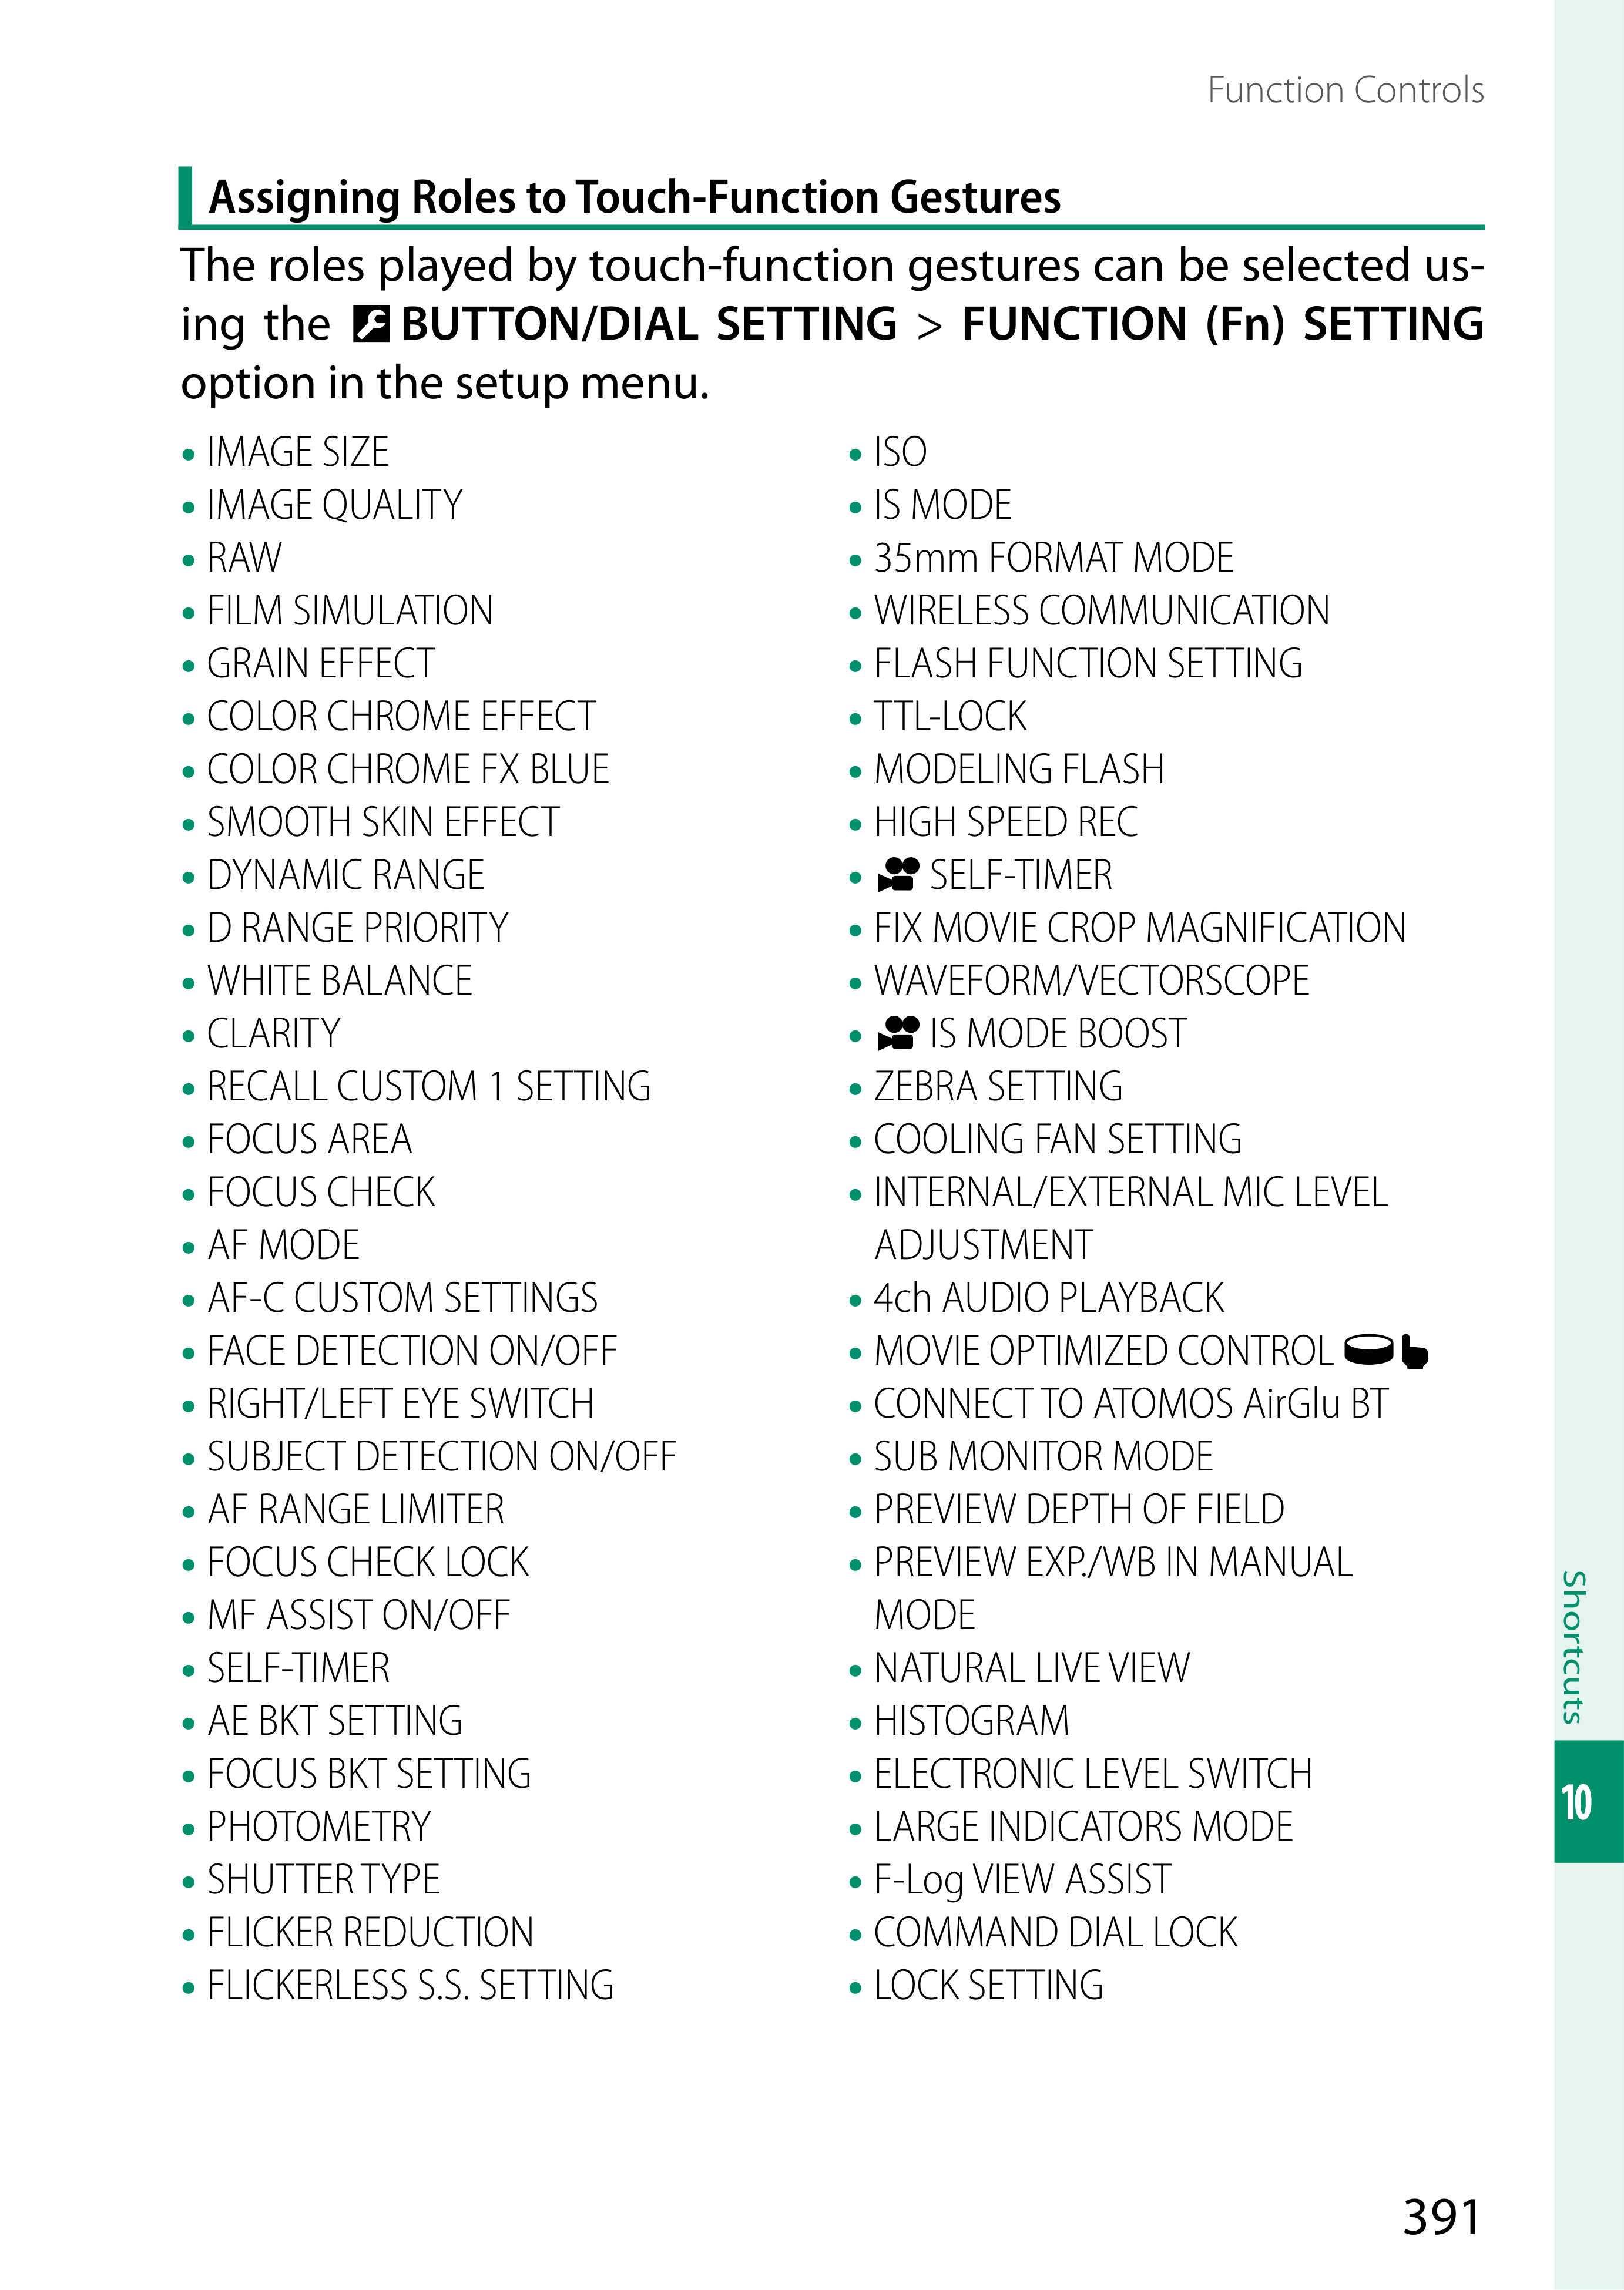 Function Controls
Assigning Roles to Touch-Function Gestures
The roles played by touch-function gestures can be selected us-
ing the BUTTON/DIAL SETTING > FUNCTION (Fn) SETTING
option in the setup menu.
• IMAGE SIZE
• IMAGE QUALITY
• RAW
• FILM SIMULATION
• GRAIN EFFECT
• COLOR CHROME EFFECT
• COLOR CHROME FX BLUE
• SMOOTH SKIN EFFECT
• DYNAMIC RANGE
• D RANGE PRIORITY
• WHITE BALANCE
• CLARITY
• RECALL CUSTOM 1 SETTING
• FOCUS AREA
• FOCUS CHECK
• AF MODE
• AF-C CUSTOM SETTINGS
• FACE DETECTION ON/OFF
• RIGHT/LEFT EYE SWITCH
• SUBJECT DETECTION ON/OFF
• AF RANGE LIMITER
• FOCUS CHECK LOCK
• MF ASSIST ON/OFF
• SELF-TIMER
• AE BKT SETTING
• FOCUS BKT SETTING
• PHOTOMETRY
• SHUTTER TYPE
• FLICKER REDUCTION
• FLICKERLESS S.S. SETTING
• ISO
• IS MODE
• 35mm FORMAT MODE
• WIRELESS COMMUNICATION
• FLASH FUNCTION SETTING
• TTL-LOCK
• MODELING FLASH
• HIGH SPEED REC
• SELF-TIMER
• FIX MOVIE CROP MAGNIFICATION
• WAVEFORM/VECTORSCOPE
• IS MODE BOOST
• ZEBRA SETTING
• COOLING FAN SETTING
• INTERNAL/EXTERNAL MIC LEVEL
ADJUSTMENT
• 4ch AUDIO PLAYBACK
• MOVIE OPTIMIZED CONTROL
• CONNECT TO ATOMOS AirGlu BT
• SUB MONITOR MODE
• PREVIEW DEPTH OF FIELD
• PREVIEW EXP./WB IN MANUAL
MODE
• NATURAL LIVE VIEW
• HISTOGRAM
• ELECTRONIC LEVEL SWITCH
• LARGE INDICATORS MODE
• F-Log VIEW ASSIST
• COMMAND DIAL LOCK
• LOCK SETTING
Shortcuts
10
391